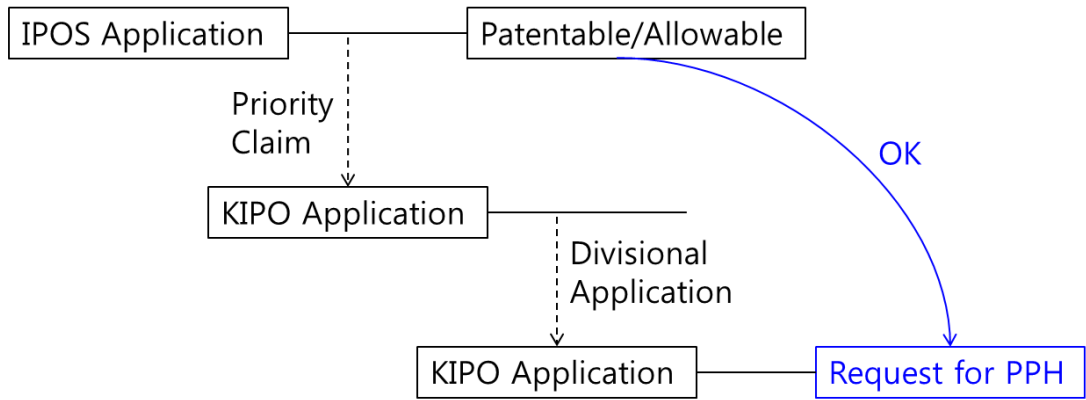 IPOS Application
Patentable/Allowable
Priority
Claim
OK
KIPO Application
Divisional
Application
KIPO Application
Request for PPH